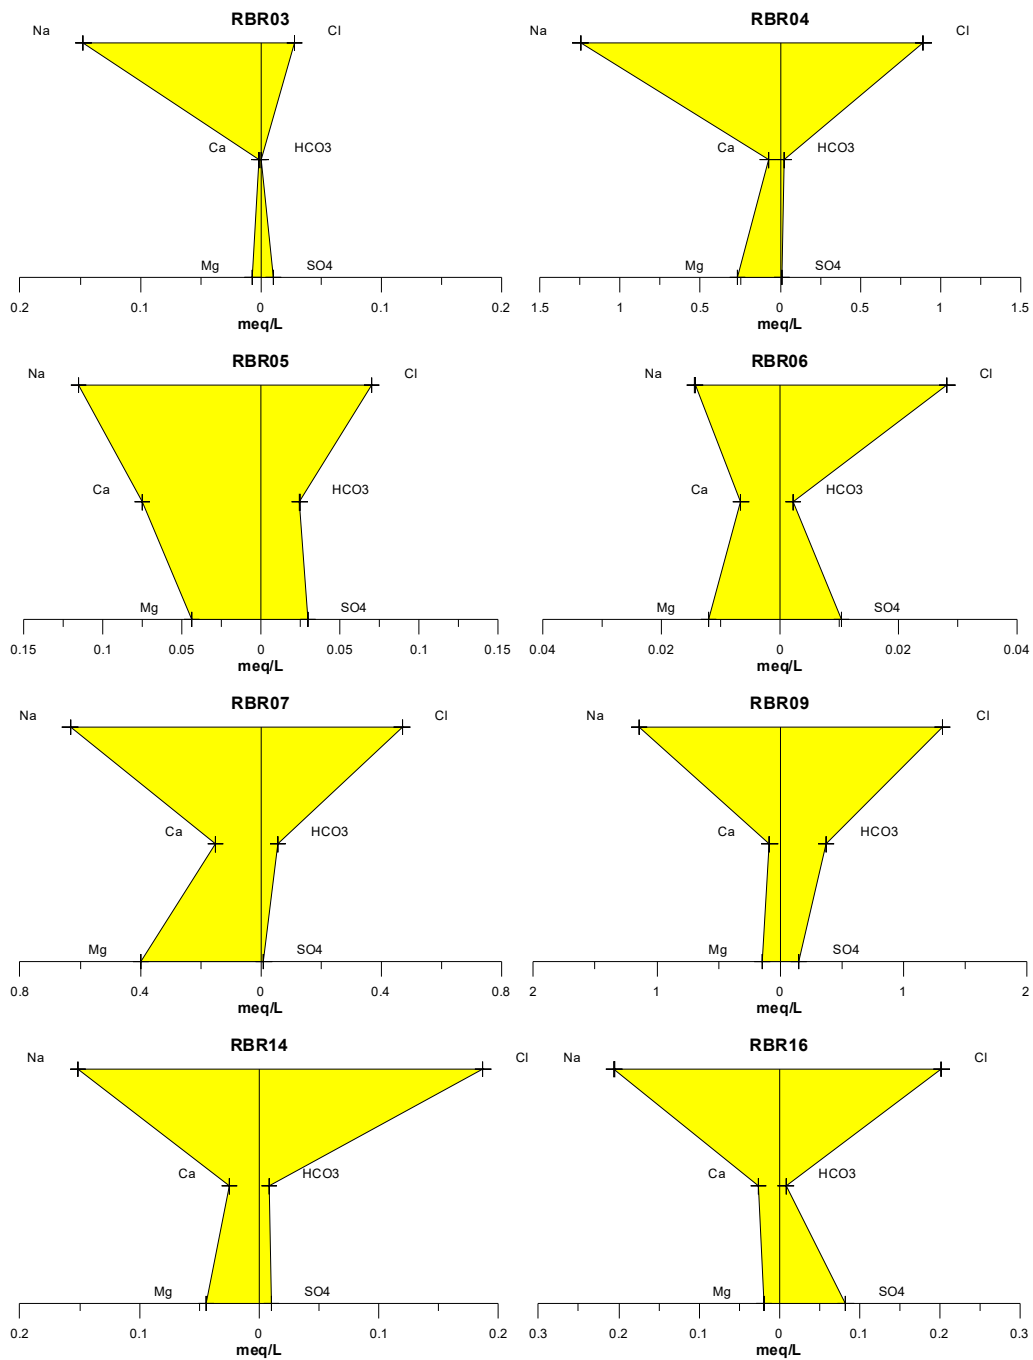 RBR03
Na Cl
Ca HCO3
Mg SO4
0.2 0.1 0 0.1 0.2
meq/L
RBR04
Na Cl
Ca HCO3
Mg SO4
1.5 1 0.5 0 0.5 1 1.5
meq/L
RBR05
Na Cl
Ca HCO3
Mg SO4
0.15 0.1 0.05 0 0.05 0.1 0.15
meq/L
RBR06
Na Cl
Ca HCO3
Mg SO4
0.04 0.02 0 0.02 0.04
meq/L
RBR07
Na Cl
Ca HCO3
Mg SO4
0.8 0.4 0 0.4 0.8
meq/L
RBR09
Na Cl
Ca HCO3
Mg SO4
2 1 0 1 2
meq/L
RBR14
Na Cl
Ca HCO3
Mg SO4
0.2 0.1 0 0.1 0.2
meq/L
RBR16
Na Cl
Ca HCO3
Mg SO4
0.3 0.2 0.1 0 0.1 0.2 0.3
meq/L